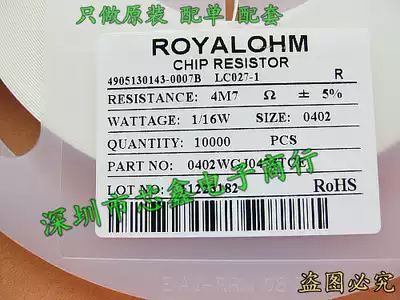 只做原装 配单 配套
ROYALOHM
CHIP RESISTOR
4905130143-0007B LC027-1 R
RESISTANCE: 4M7 Ω ± 5%
WATTAGE: 1/16W SIZE: 0402
QUANTITY: 10000 PCS
PART NO:
LOT NO: RoHS
深圳市芯鑫电子商行
盗图必究